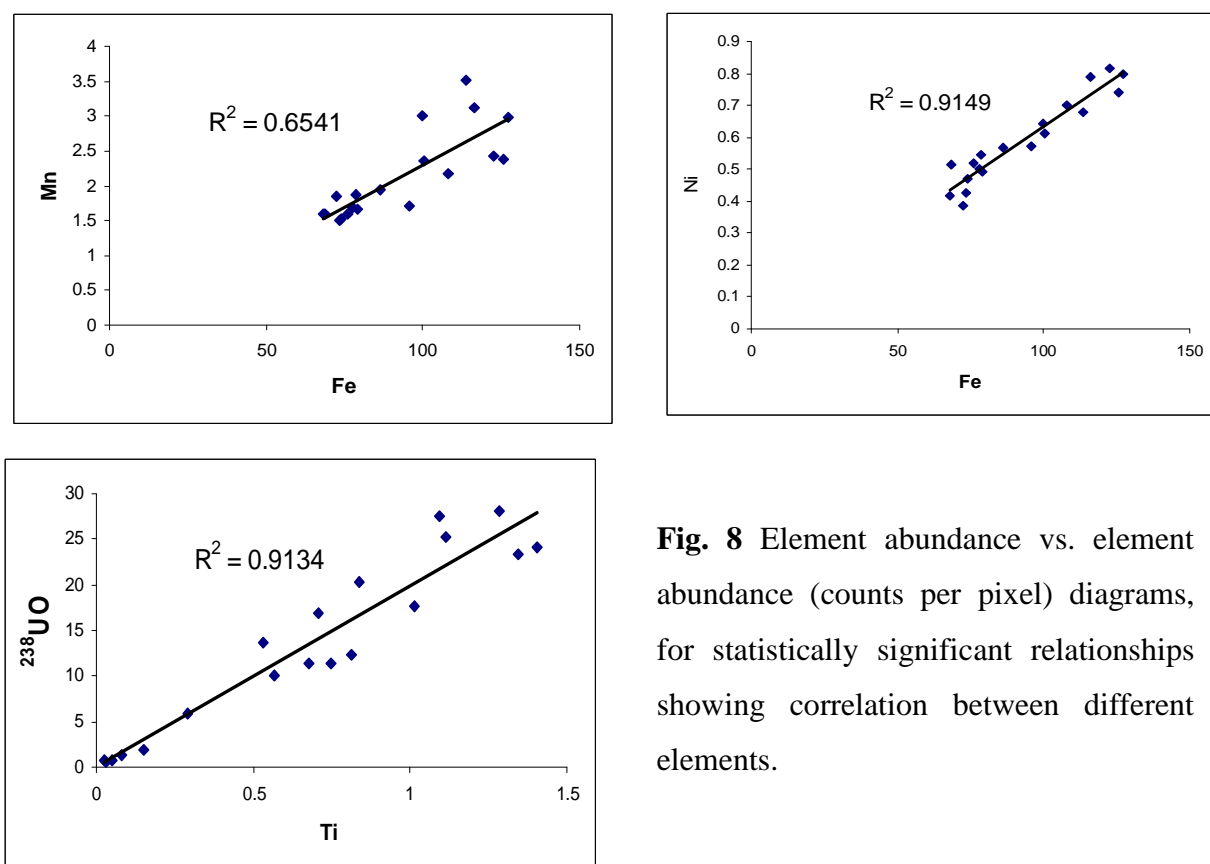 4
3.5
3
2.5
2
1.5
1
0.5
0
Mn
R² = 0.6541
0 50 100 150
Fe
0.9
0.8
0.7
0.6
0.5
0.4
0.3
0.2
0.1
0
Ni
R² = 0.9149
0 50 100 150
Fe
30
25
20
15
10
5
0
²³⁸UO
R² = 0.9134
0 0.5 1 1.5
Ti
Fig. 8 Element abundance vs. element
abundance (counts per pixel) diagrams,
for statistically significant relationships
showing correlation between different
elements.